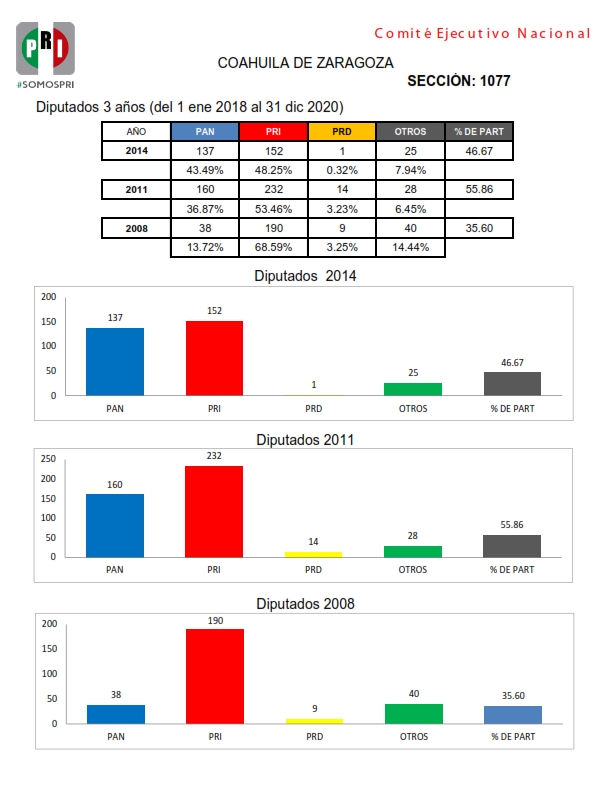 Comité Ejecutivo Nacional
PRI
#SOMOSPRI
COAHUILA DE ZARAGOZA
SECCIÓN: 1077
Diputados 3 años (del 1 ene 2018 al 31 dic 2020)
AÑO PAN PRI PRD OTROS % DE PART
2014 137 152 1 25 46.67
43.49% 48.25% 0.32% 7.94%
2011 160 232 14 28 55.86
36.87% 53.46% 3.23% 6.45%
2008 38 190 9 40 35.60
13.72% 68.59% 3.25% 14.44%
Diputados 2014
200
150
100
50
0
137 152 1 25 46.67
PAN PRI PRD OTROS % DE PART
Diputados 2011
250
200
150
100
50
0
160 232 14 28 55.86
PAN PRI PRD OTROS % DE PART
Diputados 2008
200
150
100
50
0
38 190 9 40 35.60
PAN PRI PRD OTROS % DE PART